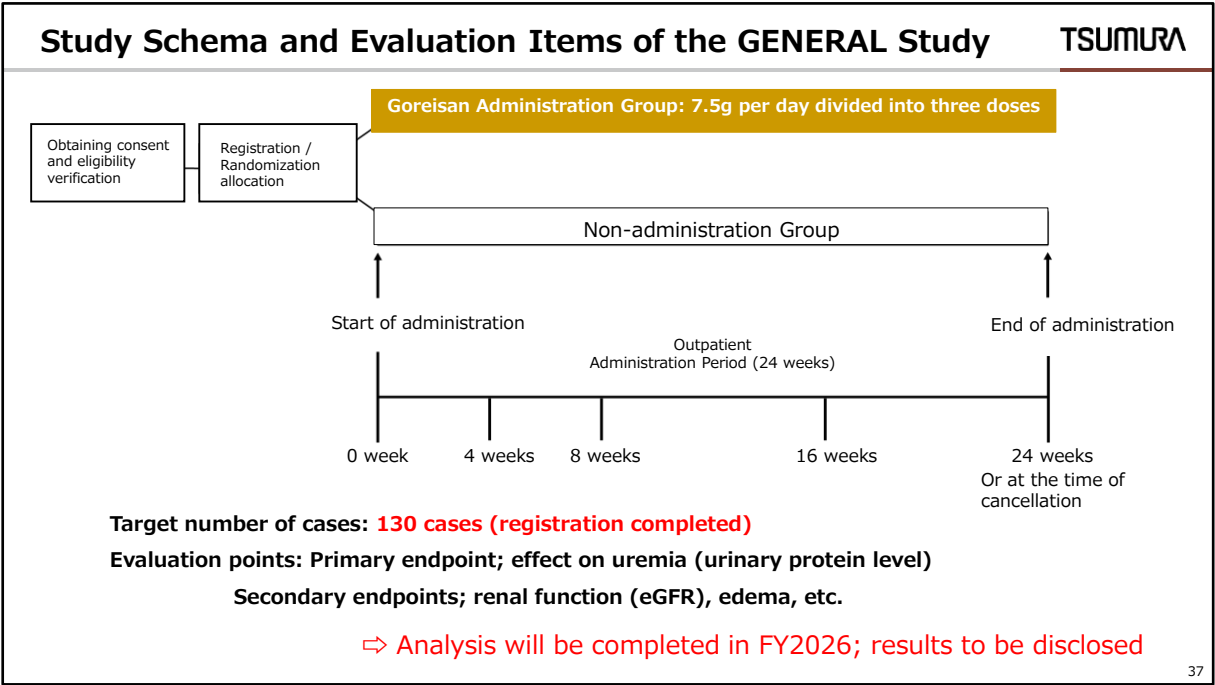 Study Schema and Evaluation Items of the GENERAL Study
TSUMURA
Goreisan Administration Group: 7.5g per day divided into three doses
Obtaining consent
and eligibility
verification
Registration /
Randomization
allocation
Non-administration Group
Start of administration
End of administration
Outpatient
Administration Period (24 weeks)
0 week
4 weeks
8 weeks
16 weeks
24 weeks
Or at the time of
cancellation
Target number of cases: 130 cases (registration completed)
Evaluation points: Primary endpoint; effect on uremia (urinary protein level)
Secondary endpoints; renal function (eGFR), edema, etc.
⇨ Analysis will be completed in FY2026; results to be disclosed
37